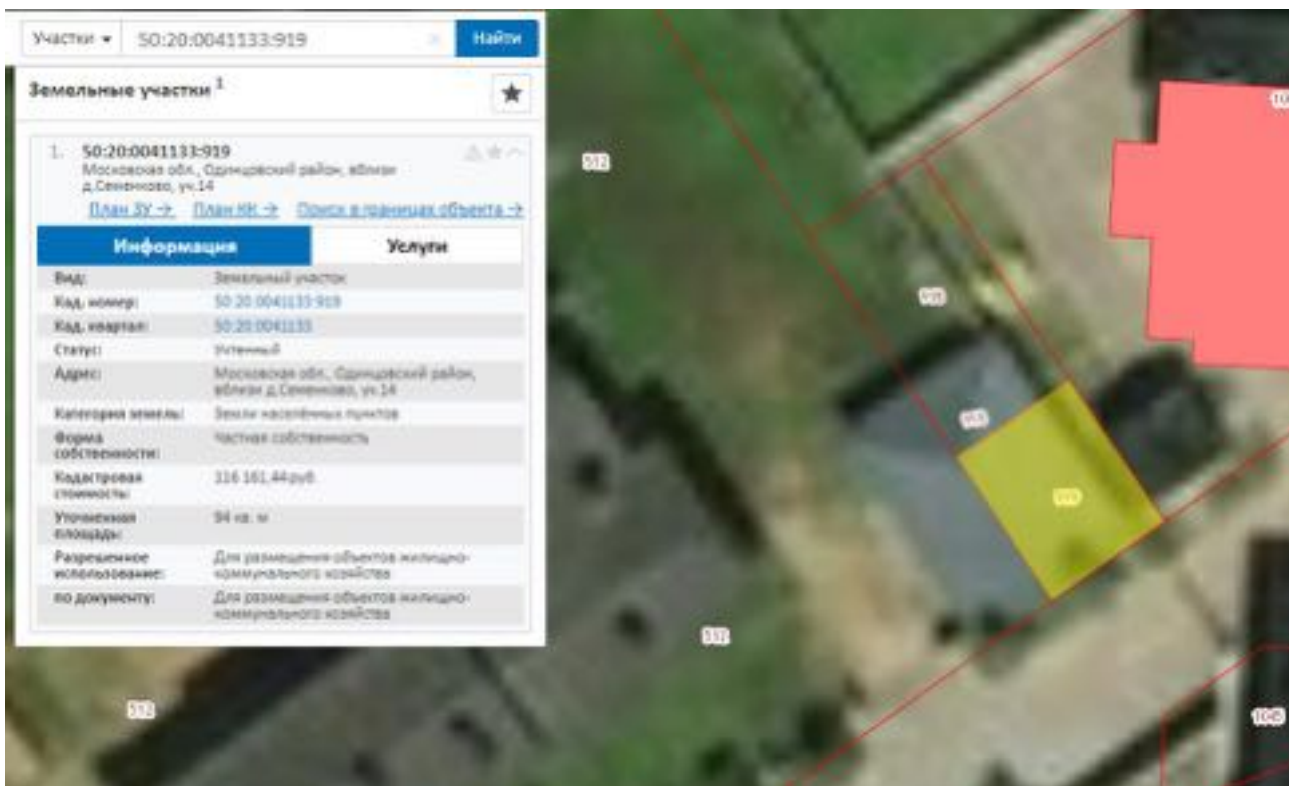 Участки 50:20:0041133:919 Найти
Земельные участки 1
1. 50:20:0041133:919
Московская обл., Одинцовский район, вблизи
д.Семенково, уч.14
План ЗУ → План КК → Поиск в границах объекта →
Информация Услуги
Вид: Земельный участок
Кад. номер: 50:20:0041133:919
Кад. квартал: 50:20:0041133
Статус: Учтенный
Адрес: Московская обл., Одинцовский район,
вблизи д.Семенково, уч.14
Категория земель: Земли населённых пунктов
Форма
собственности: Частная собственность
Кадастровая
стоимость: 116 161,44 руб.
Уточненная
площадь: 94 кв. м
Разрешенное
использование: Для размещения объектов жилищно-
коммунального хозяйства
по документу: Для размещения объектов жилищно-
коммунального хозяйства
512
919
512
512
1045